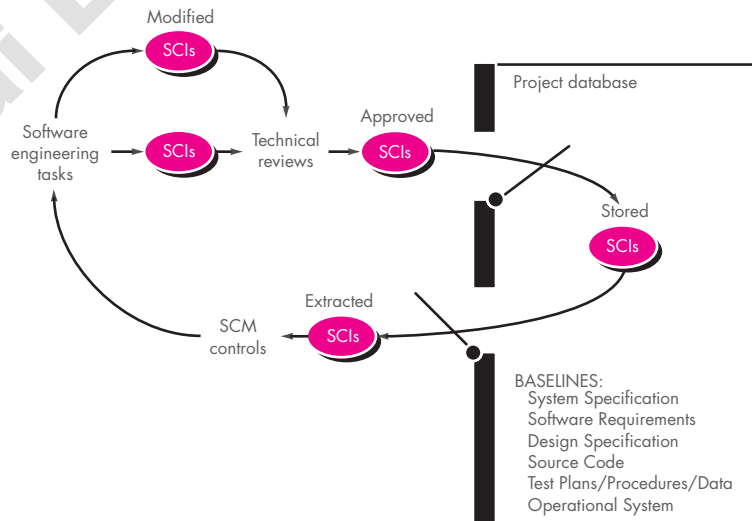 Modified
SCIs
Project database
Approved
Software
engineering
tasks
SCIs
Technical
reviews
SCIs
Stored
SCIs
Extracted
SCM
controls
SCIs
BASELINES:
System Specification
Software Requirements
Design Specification
Source Code
Test Plans/Procedures/Data
Operational System